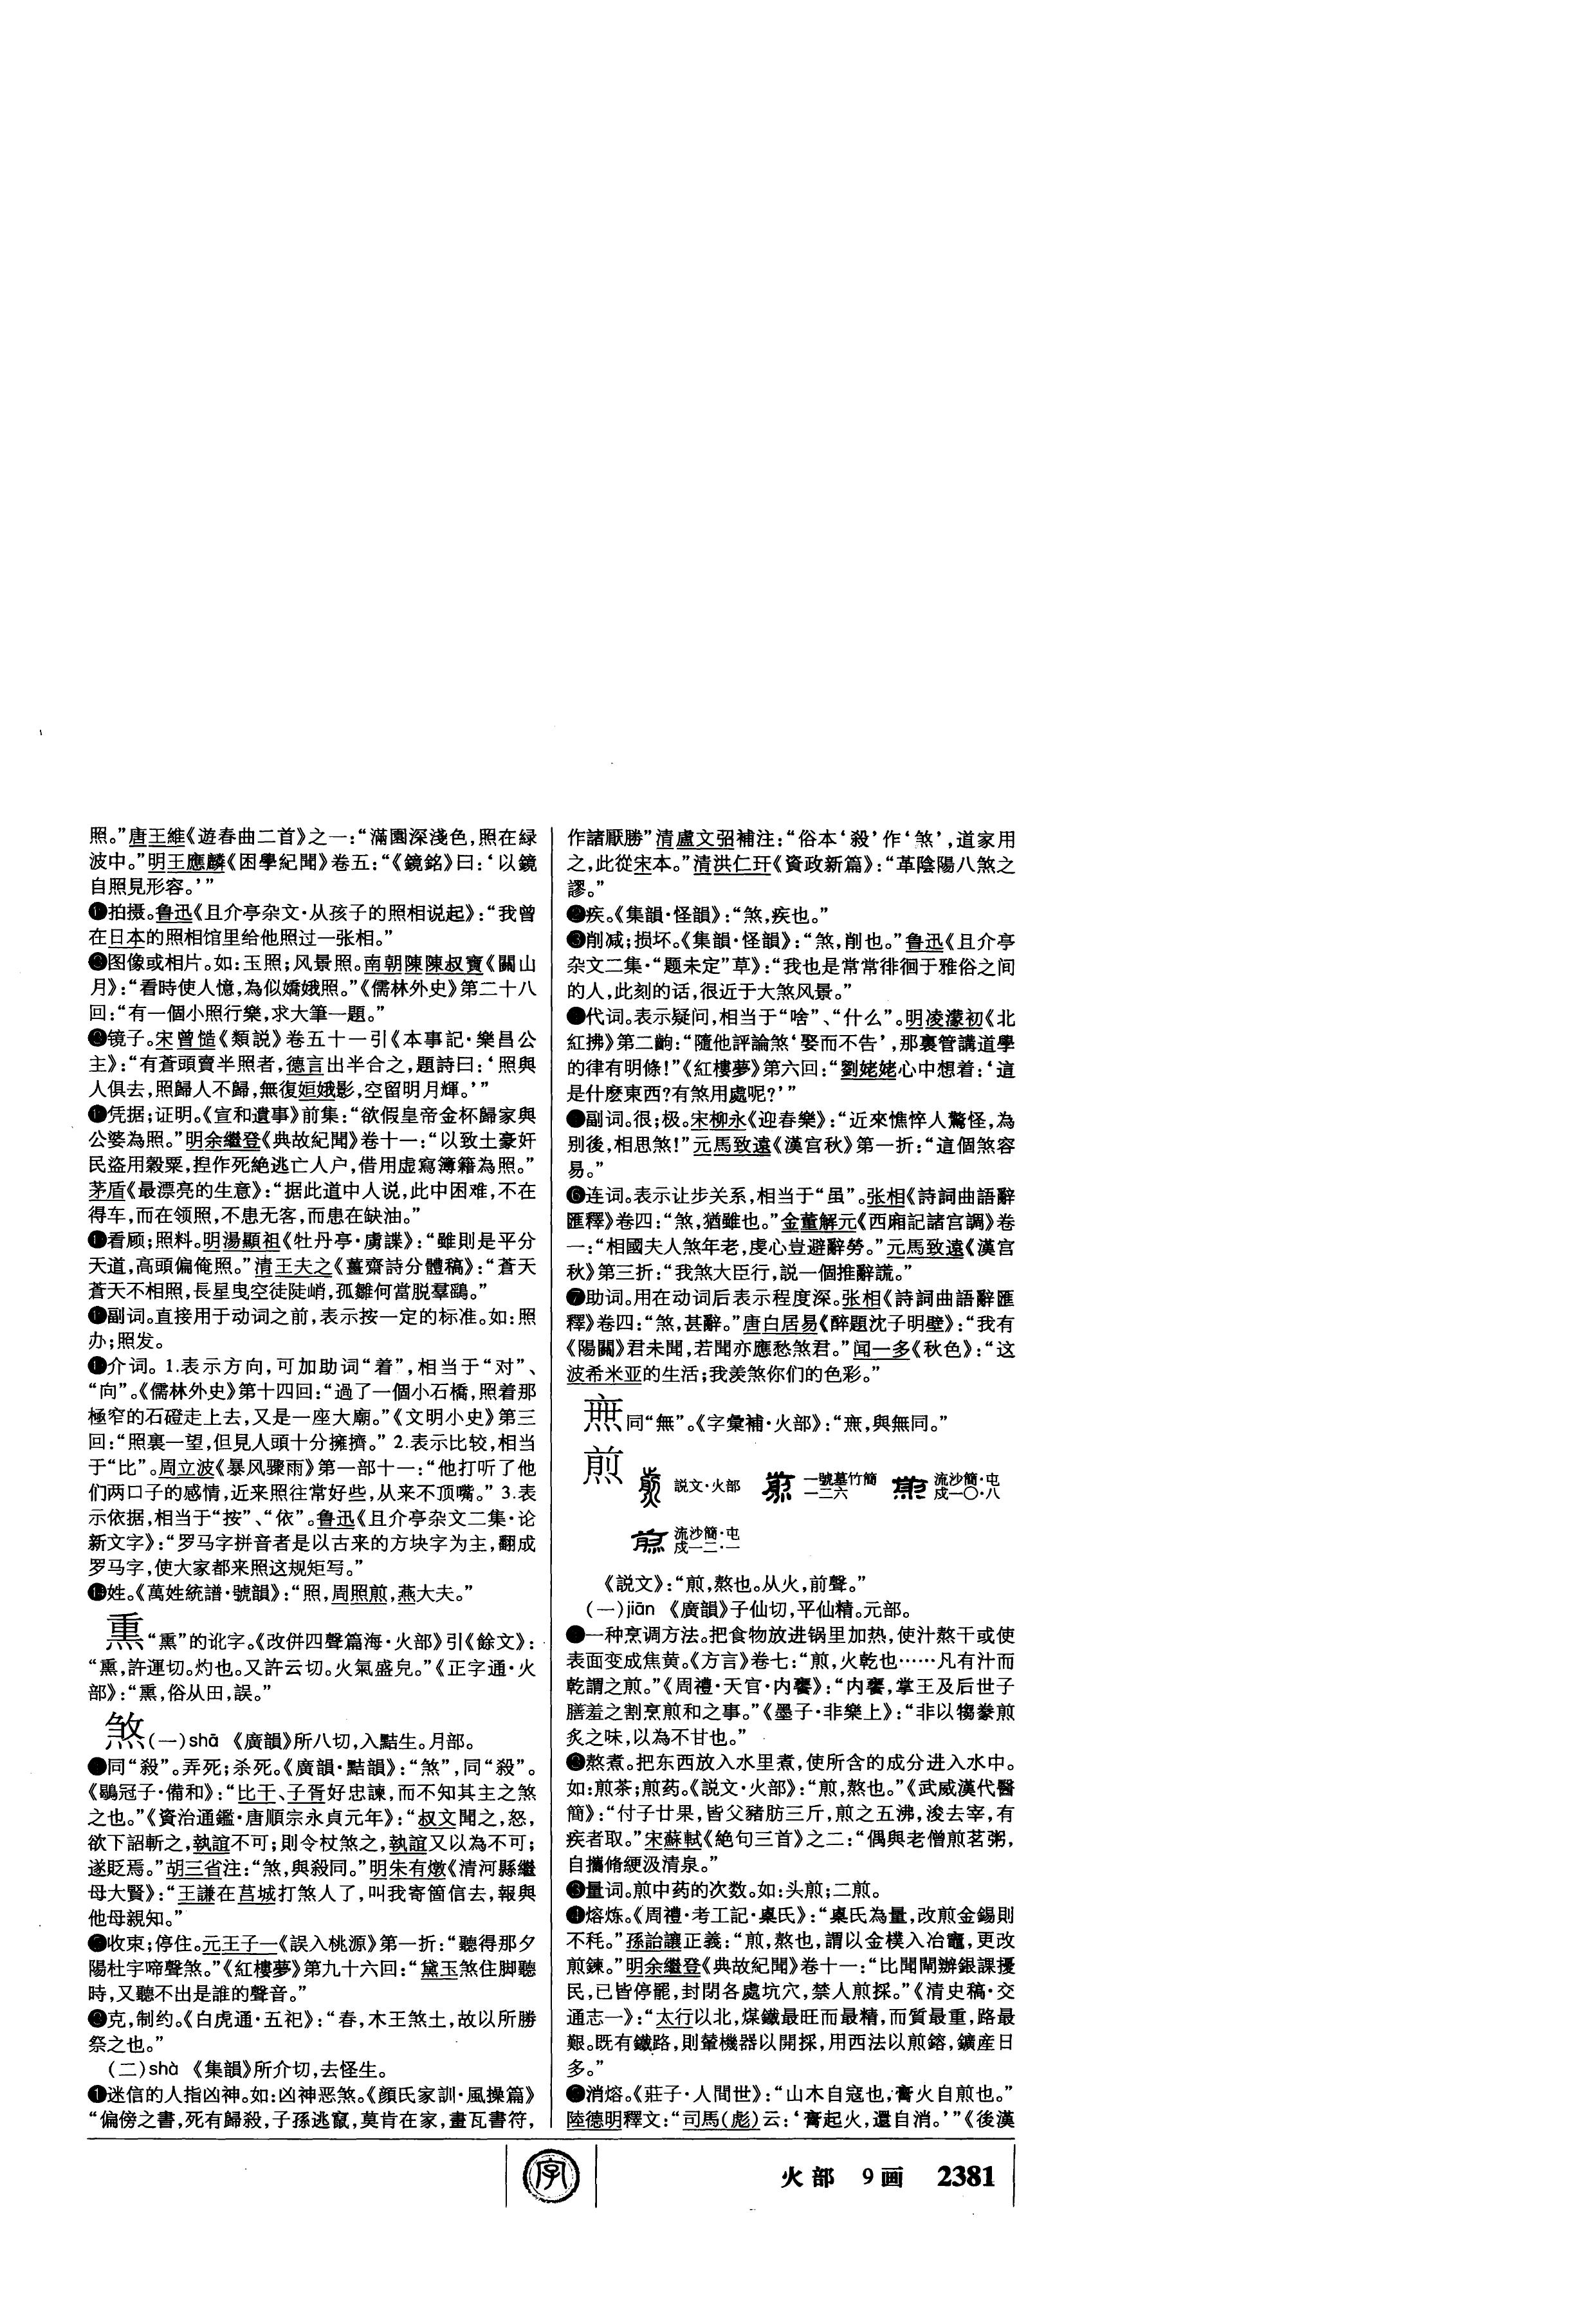 照。”唐王維《遊春曲二首》之一:“滿園深淺色,照在緑
波中。”明王應麟《困學紀聞》卷五:“《鏡銘》曰:‘以鏡
自照見形容。’”
拍摄。鲁迅《且介亭杂文·从孩子的照相说起》:“我曾
在日本的照相馆里给他照过一张相。”
图像或相片。如:玉照;风景照。南朝陳陳叔寶《關山
月》:“看時使人憶,為似嬌娥照。”《儒林外史》第二十八
回:“有一個小照行樂,求大筆一題。”
镜子。宋曾慥《類説》卷五十一引《本事記·樂昌公
主》:“有蒼頭賣半照者,德言出半合之,題詩曰:‘照與
人俱去,照歸人不歸,無復姮娥影,空留明月輝。’”
凭据;证明。《宣和遺事》前集:“欲假皇帝金杯歸家與
公婆為照。”明余繼登《典故紀聞》卷十一:“以致土豪奸
民盜用穀粟,揑作死絶逃亡人户,借用虚寫簿籍為照。”
茅盾《最漂亮的生意》:“据此道中人说,此中困难,不在
得车,而在领照,不患无客,而患在缺油。”
看顾;照料。明湯顯祖《牡丹亭·虜諜》:“雖則是平分
天道,高頭偏俺照。”清王夫之《薑齋詩分體稿》:“蒼天
蒼天不相照,長星曳空徒陡峭,孤雛何當脱羣鷂。”
副词。直接用于动词之前,表示按一定的标准。如:照
办;照发。
介词。1.表示方向,可加助词“着”,相当于“对”、
“向”。《儒林外史》第十四回:“過了一個小石橋,照着那
極窄的石磴走上去,又是一座大廟。”《文明小史》第三
回:“照裏一望,但見人頭十分擁擠。”2.表示比较,相当
于“比”。周立波《暴风骤雨》第一部十一:“他打听了他
们两口子的感情,近来照往常好些,从来不顶嘴。”3.表
示依据,相当于“按”、“依”。鲁迅《且介亭杂文二集·论
新文字》:“罗马字拼音者是以古来的方块字为主,翻成
罗马字,使大家都来照这规矩写。”
姓。《萬姓統譜·號韻》:“照,周照煎,燕大夫。”
“熏”的讹字。《改併四聲篇海·火部》引《餘文》:
“熏,許運切。灼也。又許云切。火氣盛皃。”《正字通·火
部》:“熏,俗从田,誤。”
煞(一)shā 《廣韻》所八切,入黠生。月部。
同“殺”。弄死;杀死。《廣韻·黠韻》:“煞”,同“殺”。
《鶡冠子·備和》:“比干、子胥好忠諫,而不知其主之煞
之也。”《資治通鑑·唐順宗永貞元年》:“叔文聞之,怒,
欲下詔斬之,執誼不可;則令杖煞之,執誼又以為不可;
遂貶焉。”胡三省注:“煞,與殺同。”明朱有燉《清河縣繼
母大賢》:“王謙在莒城打煞人了,叫我寄箇信去,報與
他母親知。”
收束;停住。元王子一《誤入桃源》第一折:“聽得那夕
陽杜宇啼聲煞。”《紅樓夢》第九十六回:“黛玉煞住脚聽
時,又聽不出是誰的聲音。”
克,制约。《白虎通·五祀》:“春,木王煞土,故以所勝
祭之也。”
(二)shà 《集韻》所介切,去怪生。
❶迷信的人指凶神。如:凶神恶煞。《顔氏家訓·風操篇》
“偏傍之書,死有歸殺,子孫逃竄,莫肯在家,畫瓦書符,
作諸厭勝”清盧文弨補注:“俗本‘殺’作‘煞’,道家用
之,此從宋本。”清洪仁玕《資政新篇》:“革陰陽八煞之
謬。”
❷疾。《集韻·怪韻》:“煞,疾也。”
❸削减;损坏。《集韻·怪韻》:“煞,削也。”鲁迅《且介亭
杂文二集·“题未定”草》:“我也是常常徘徊于雅俗之间
的人,此刻的话,很近于大煞风景。”
代词。表示疑问,相当于“啥”、“什么”。明凌濛初《北
紅拂》第二齣:“隨他評論煞‘娶而不告’,那裏管講道學
的律有明條!”《紅樓夢》第六回:“劉姥姥心中想着:‘這
是什麽東西?有煞用處呢?’”
副词。很;极。宋柳永《迎春樂》:“近來憔悴人驚怪,為
别後,相思煞!”元馬致遠《漢宫秋》第一折:“這個煞容
易。”
❻连词。表示让步关系,相当于“虽”。张相《詩詞曲語辭
匯釋》卷四:“煞,猶雖也。”金董解元《西廂記諸宫調》卷
一:“相國夫人煞年老,虔心豈避辭勞。”元馬致遠《漢宫
秋》第三折:“我煞大臣行,説一個推辭謊。”
❼助词。用在动词后表示程度深。张相《詩詞曲語辭匯
釋》卷四:“煞,甚辭。”唐白居易《醉題沈子明壁》:“我有
《陽關》君未聞,若聞亦應愁煞君。”闻一多《秋色》:“这
波希米亚的生活;我羡煞你们的色彩。”
同“無”。《字彙補·火部》:“𤋲,與無同。”
煎 説文·火部 一號墓竹簡一二六 流沙簡·屯戍一〇·八
流沙簡·屯戍一二·一
《説文》:“煎,熬也。从火,前聲。”
(一)jiān 《廣韻》子仙切,平仙精。元部。
一种烹调方法。把食物放进锅里加热,使汁熬干或使
表面变成焦黄。《方言》卷七:“煎,火乾也……凡有汁而
乾謂之煎。”《周禮·天官·内饔》:“内饔,掌王及后世子
膳羞之割烹煎和之事。”《墨子·非樂上》:“非以犓豢煎
炙之味,以為不甘也。”
❷熬煮。把东西放入水里煮,使所含的成分进入水中。
如:煎茶;煎药。《説文·火部》:“煎,熬也。”《武威漢代醫
簡》:“付子廿果,皆父豬肪三斤,煎之五沸,浚去宰,有
疾者取。”宋蘇軾《絶句三首》之二:“偶與老僧煎茗粥,
自攜脩綆汲清泉。”
❸量词。煎中药的次数。如:头煎;二煎。
❹熔炼。《周禮·考工記·㮚氏》:“㮚氏為量,改煎金錫則
不秏。”孫詒讓正義:“煎,熬也,謂以金樸入冶竈,更改
煎鍊。”明余繼登《典故紀聞》卷十一:“比聞閘辦銀課擾
民,已皆停罷,封閉各處坑穴,禁人煎採。”《清史稿·交
通志一》:“太行以北,煤鐵最旺而最精,而質最重,路最
艱。既有鐵路,則輦機器以開採,用西法以煎鎔,鑛産日
多。”
消熔。《莊子·人間世》:“山木自寇也,膏火自煎也。”
陸德明釋文:“司馬(彪)云:‘膏起火,還自消。’”《後漢
字
火部 9画 2381